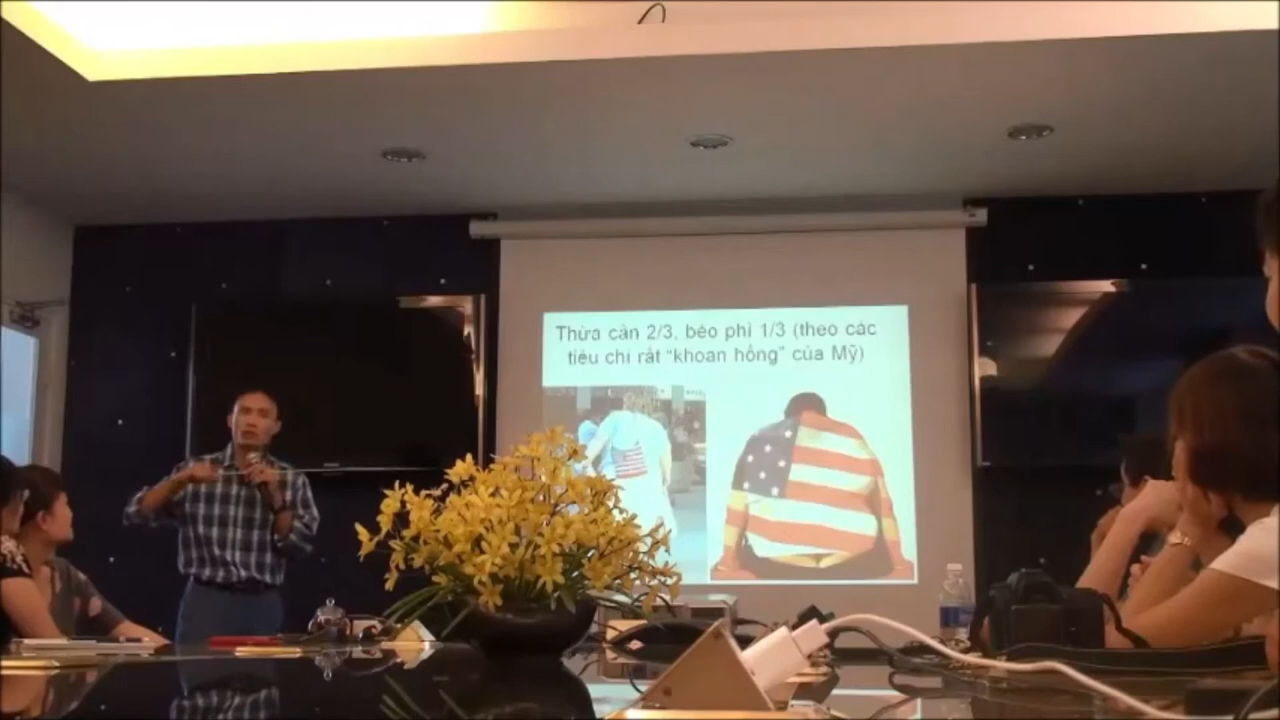 Thừa cân 2/3, béo phì 1/3 (theo các
tiêu chí rất “khoan hồng” của Mỹ)